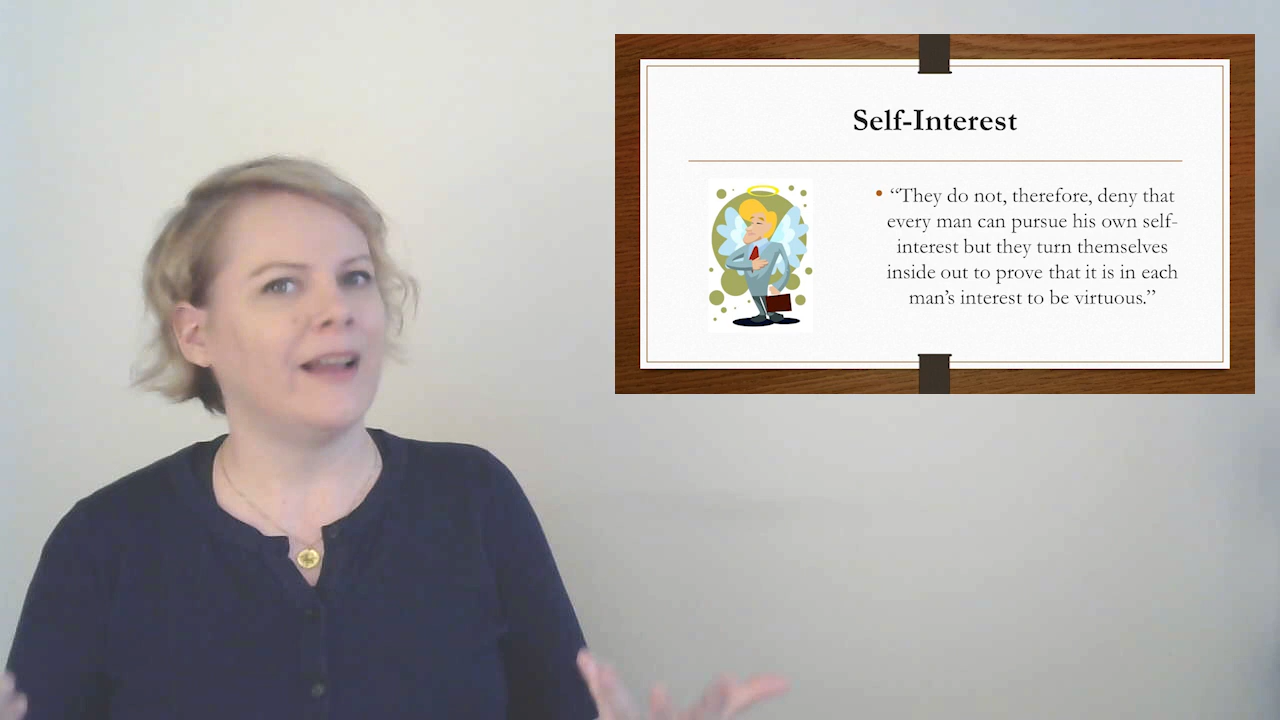 Self-Interest
“They do not, therefore, deny that
every man can pursue his own self-
interest but they turn themselves
inside out to prove that it is in each
man’s interest to be virtuous.”